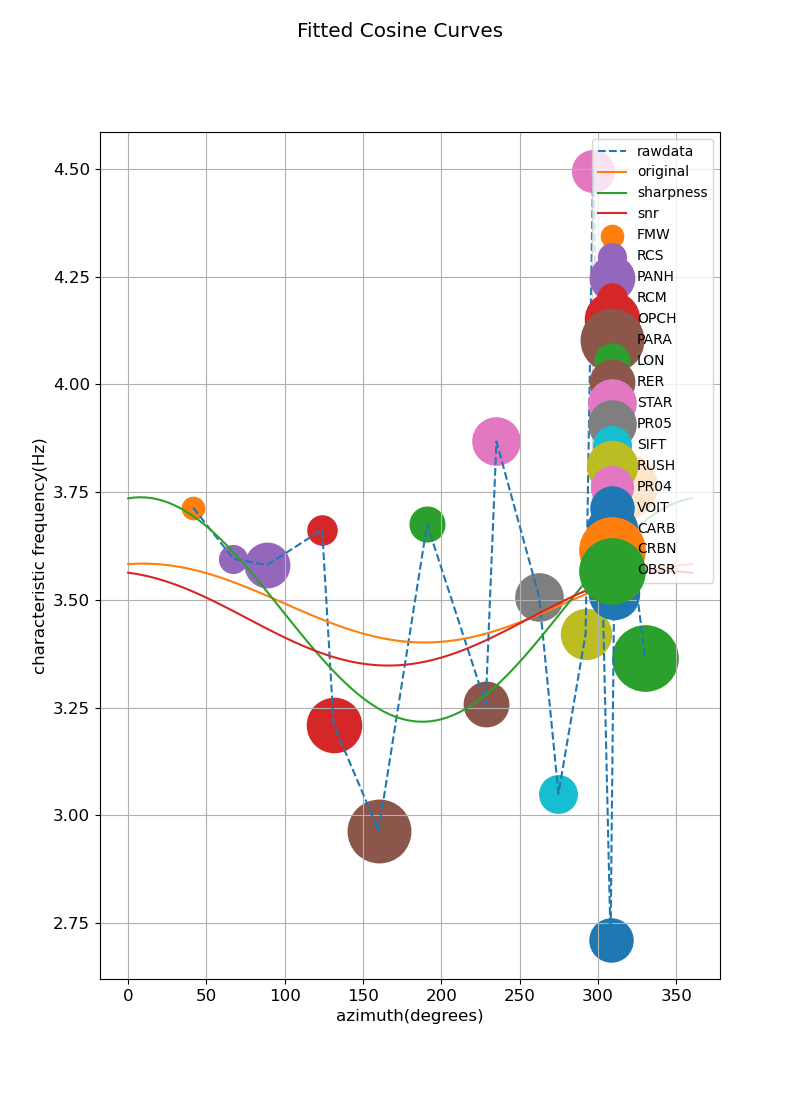 Fitted Cosine Curves
characteristic frequency(Hz)
4.50
4.25
4.00
3.75
3.50
3.25
3.00
2.75
rawdata
original
sharpness
snr
FMW
RCS
PANH
RCM
OPCH
PARA
LON
RER
STAR
PR05
SIFT
RUSH
PR04
VOIT
CARB
CRBN
OBSR
0 50 100 150 200 250 300 350
azimuth(degrees)